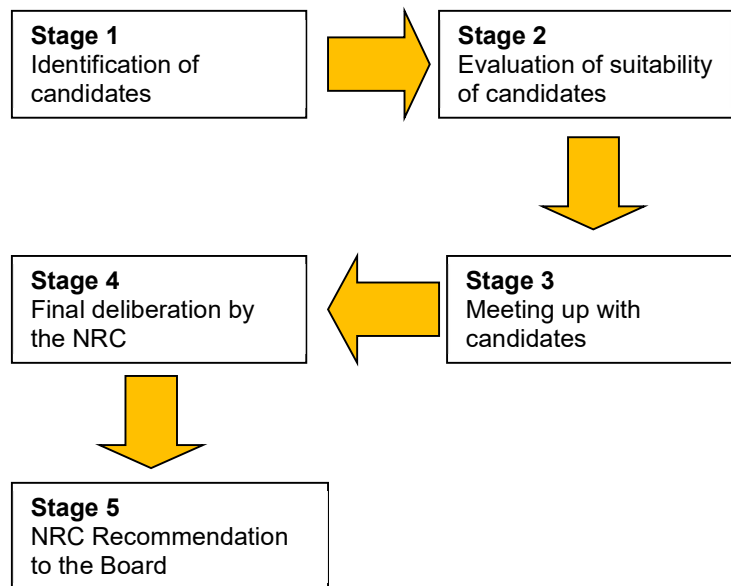 Stage 1
Identification of
candidates
Stage 2
Evaluation of suitability
of candidates
Stage 3
Meeting up with
candidates
Stage 4
Final deliberation by
the NRC
Stage 5
NRC Recommendation
to the Board